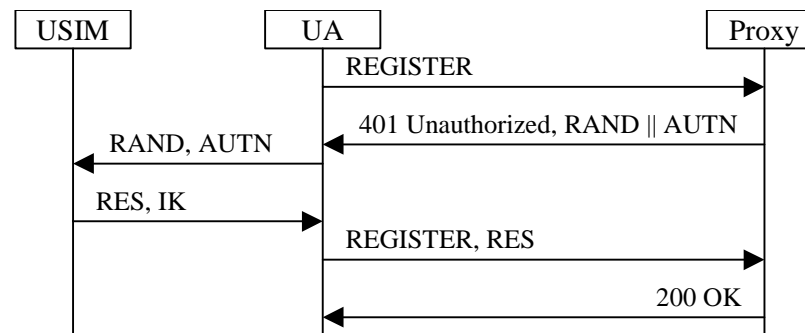 USIM
UA
Proxy
REGISTER
401 Unauthorized, RAND || AUTN
RAND, AUTN
RES, IK
REGISTER, RES
200 OK